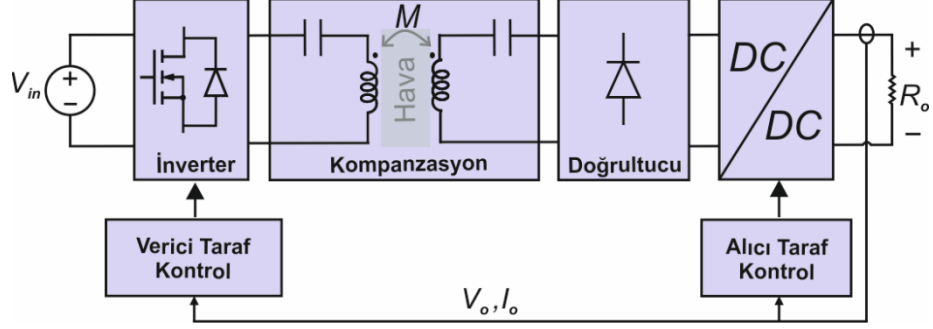 M
DC
V_in
+
−
Hava
DC
+
R_o
−
İnverter
Kompanzasyon
Doğrultucu
Verici Taraf
Kontrol
Alıcı Taraf
Kontrol
V_o, I_o